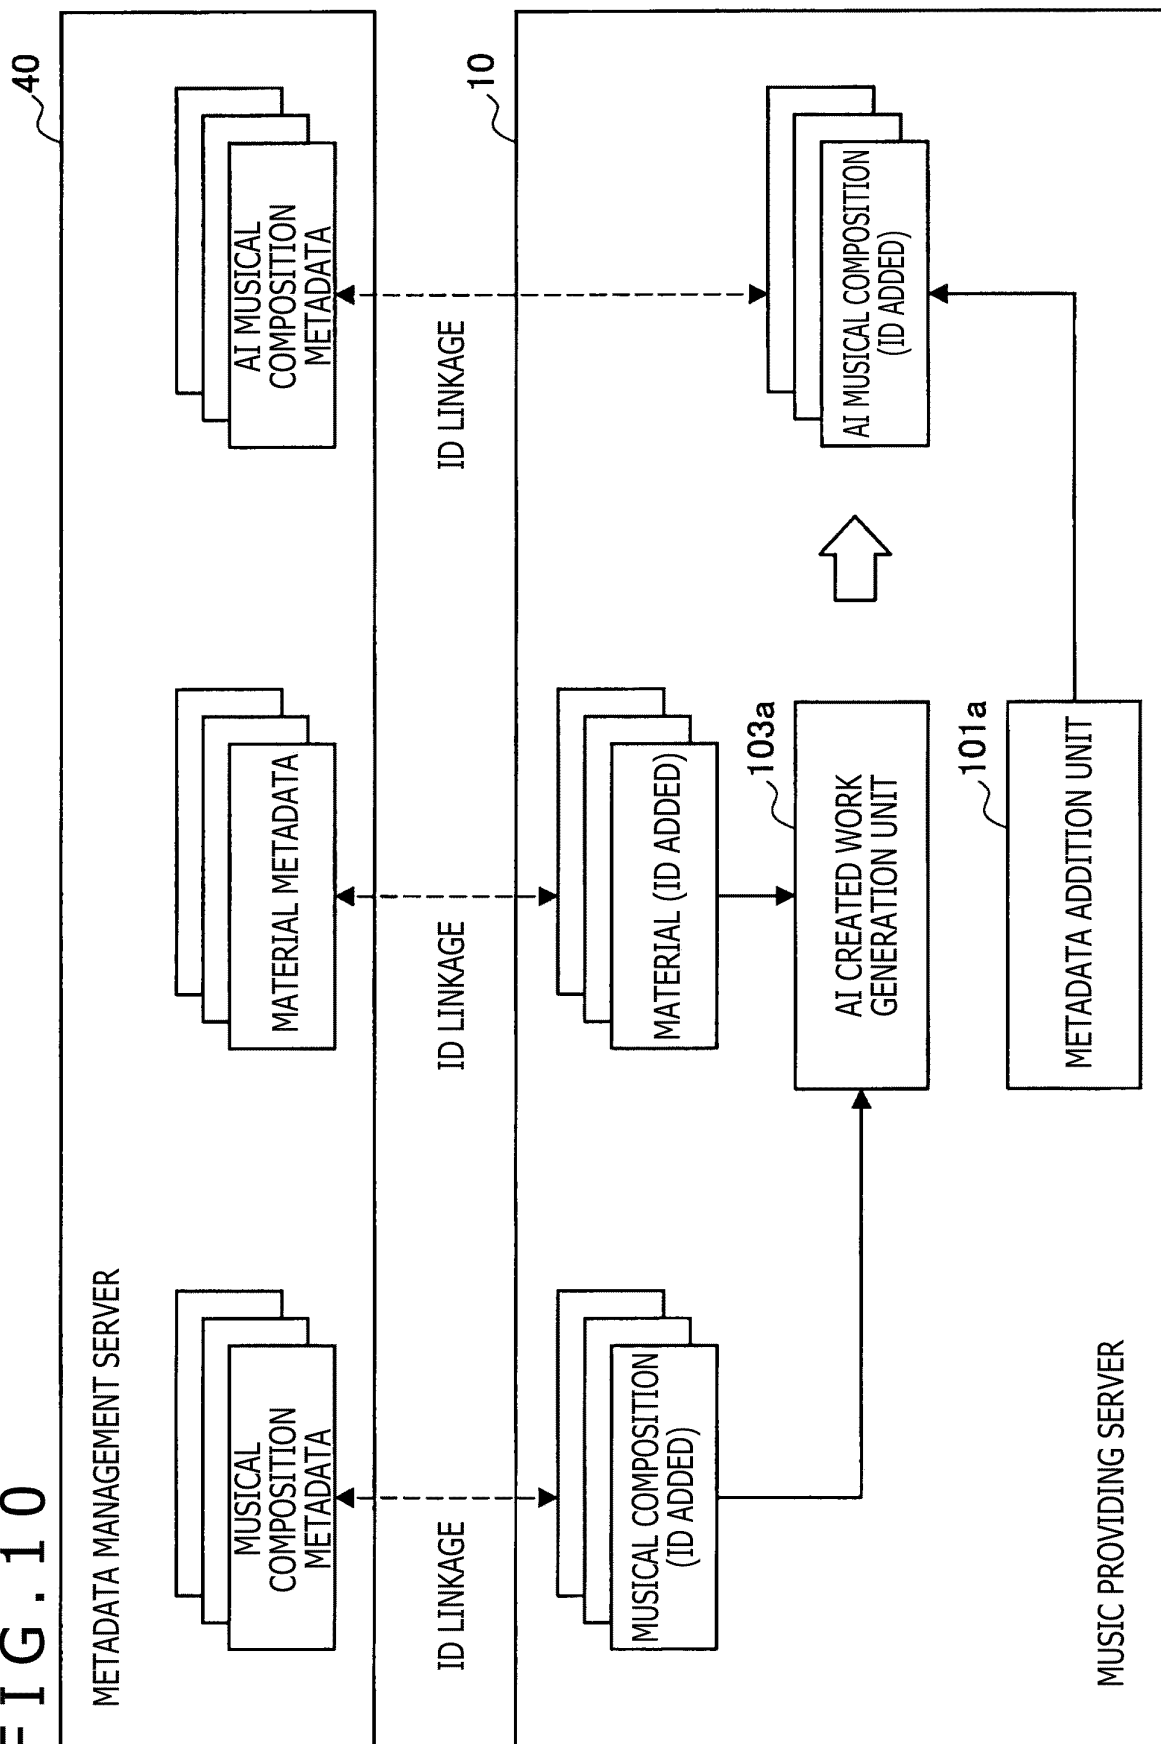 FIG.10
METADATA MANAGEMENT SERVER
40
MUSICAL
COMPOSITION
METADATA
MATERIAL METADATA
AI MUSICAL
COMPOSITION
METADATA
ID LINKAGE
ID LINKAGE
ID LINKAGE
10
MUSICAL COMPOSITION
(ID ADDED)
MATERIAL (ID ADDED)
103a
AI CREATED WORK
GENERATION UNIT
AI MUSICAL COMPOSITION
(ID ADDED)
101a
METADATA ADDITION UNIT
MUSIC PROVIDING SERVER